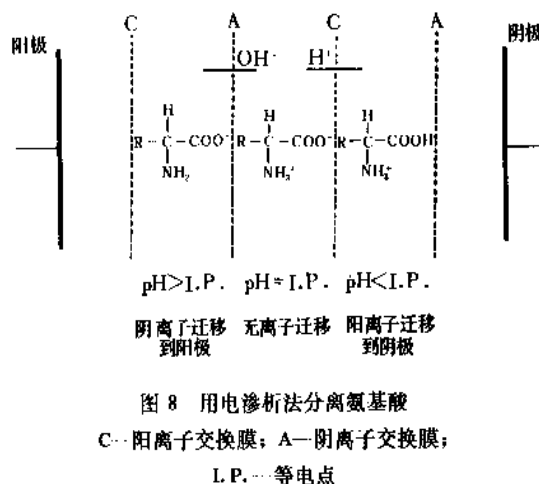 C A C A
阳极 阴极
OH⁻ H⁺
H H H
R—C—COO⁻ R—C—COO⁻ R—C—COOH
NH₂ NH₃⁺ NH₃⁺
pH>I.P. pH=I.P. pH<I.P.
阴离子迁移 无离子迁移 阳离子迁移
到阳极 到阴极
图 8 用电渗析法分离氨基酸
C—阳离子交换膜；A—阴离子交换膜；
I.P.—等电点